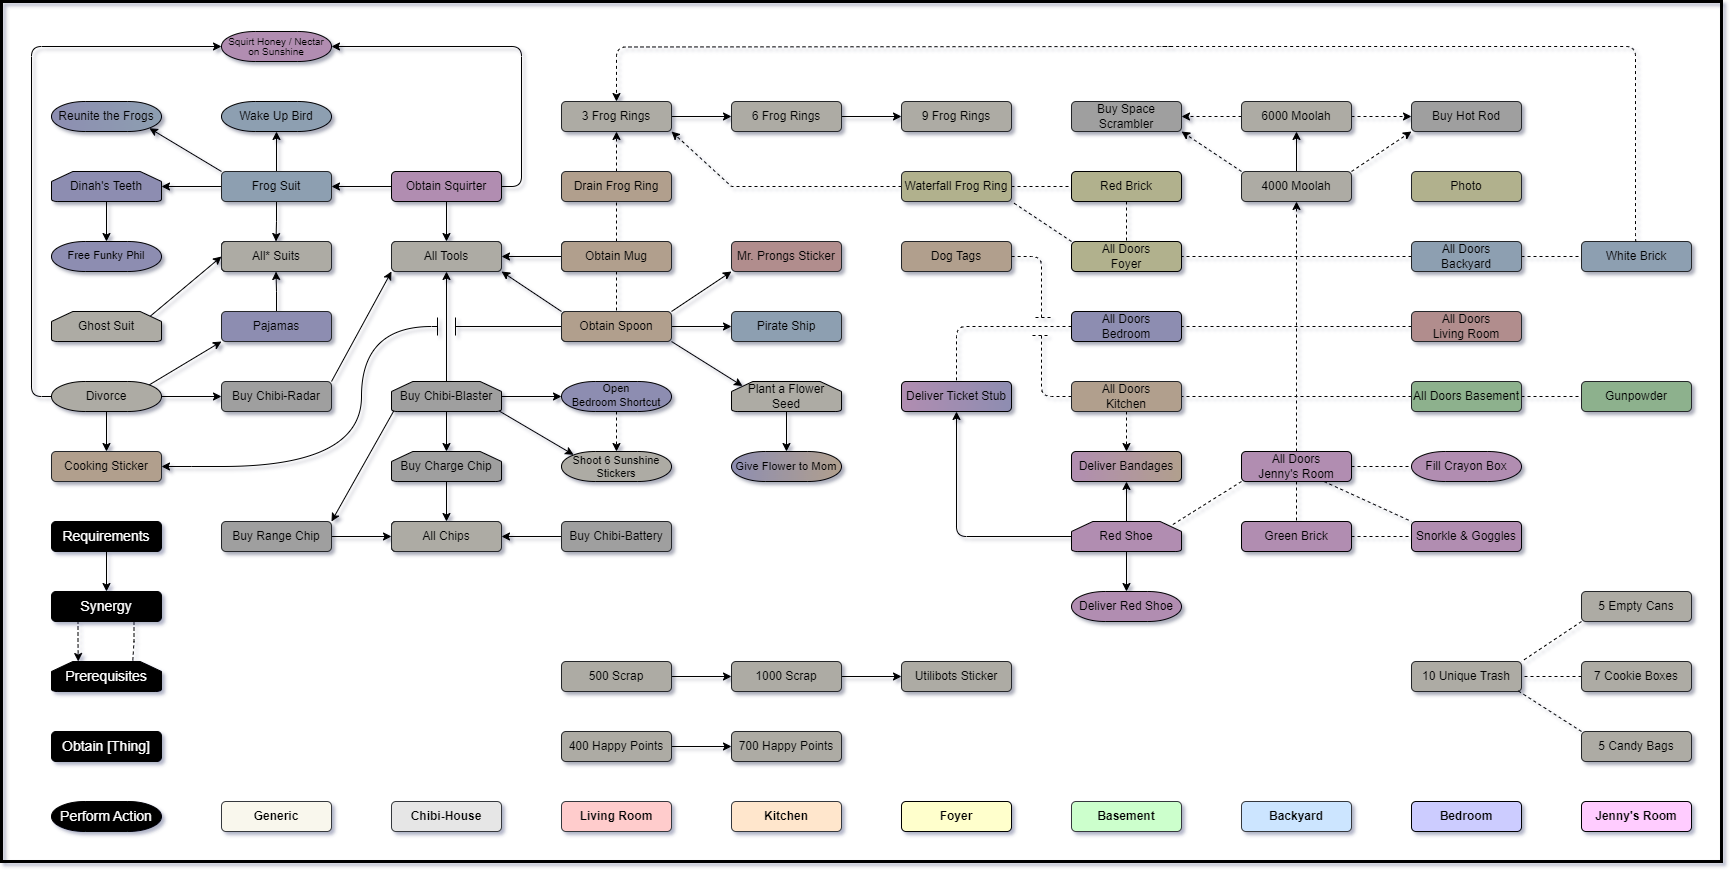 Squirt Honey / Nectar
on Sunshine
Reunite the Frogs
Wake Up Bird
3 Frog Rings
6 Frog Rings
9 Frog Rings
Buy Space
Scrambler
6000 Moolah
Buy Hot Rod
Dinah's Teeth
Frog Suit
Obtain Squirter
Drain Frog Ring
Waterfall Frog Ring
Red Brick
4000 Moolah
Photo
Free Funky Phil
All* Suits
All Tools
Obtain Mug
Mr. Prongs Sticker
Dog Tags
All Doors
Foyer
All Doors
Backyard
White Brick
Ghost Suit
Pajamas
Obtain Spoon
Pirate Ship
All Doors
Bedroom
All Doors
Living Room
Divorce
Buy Chibi-Radar
Buy Chibi-Blaster
Open
Bedroom Shortcut
Plant a Flower
Seed
Deliver Ticket Stub
All Doors
Kitchen
All Doors Basement
Gunpowder
Cooking Sticker
Buy Charge Chip
Shoot 6 Sunshine
Stickers
Give Flower to Mom
Deliver Bandages
All Doors
Jenny's Room
Fill Crayon Box
Requirements
Buy Range Chip
All Chips
Buy Chibi-Battery
Red Shoe
Green Brick
Snorkle & Goggles
Synergy
Deliver Red Shoe
5 Empty Cans
Prerequisites
500 Scrap
1000 Scrap
Utilibots Sticker
10 Unique Trash
7 Cookie Boxes
Obtain [Thing]
400 Happy Points
700 Happy Points
5 Candy Bags
Perform Action
Generic
Chibi-House
Living Room
Kitchen
Foyer
Basement
Backyard
Bedroom
Jenny's Room